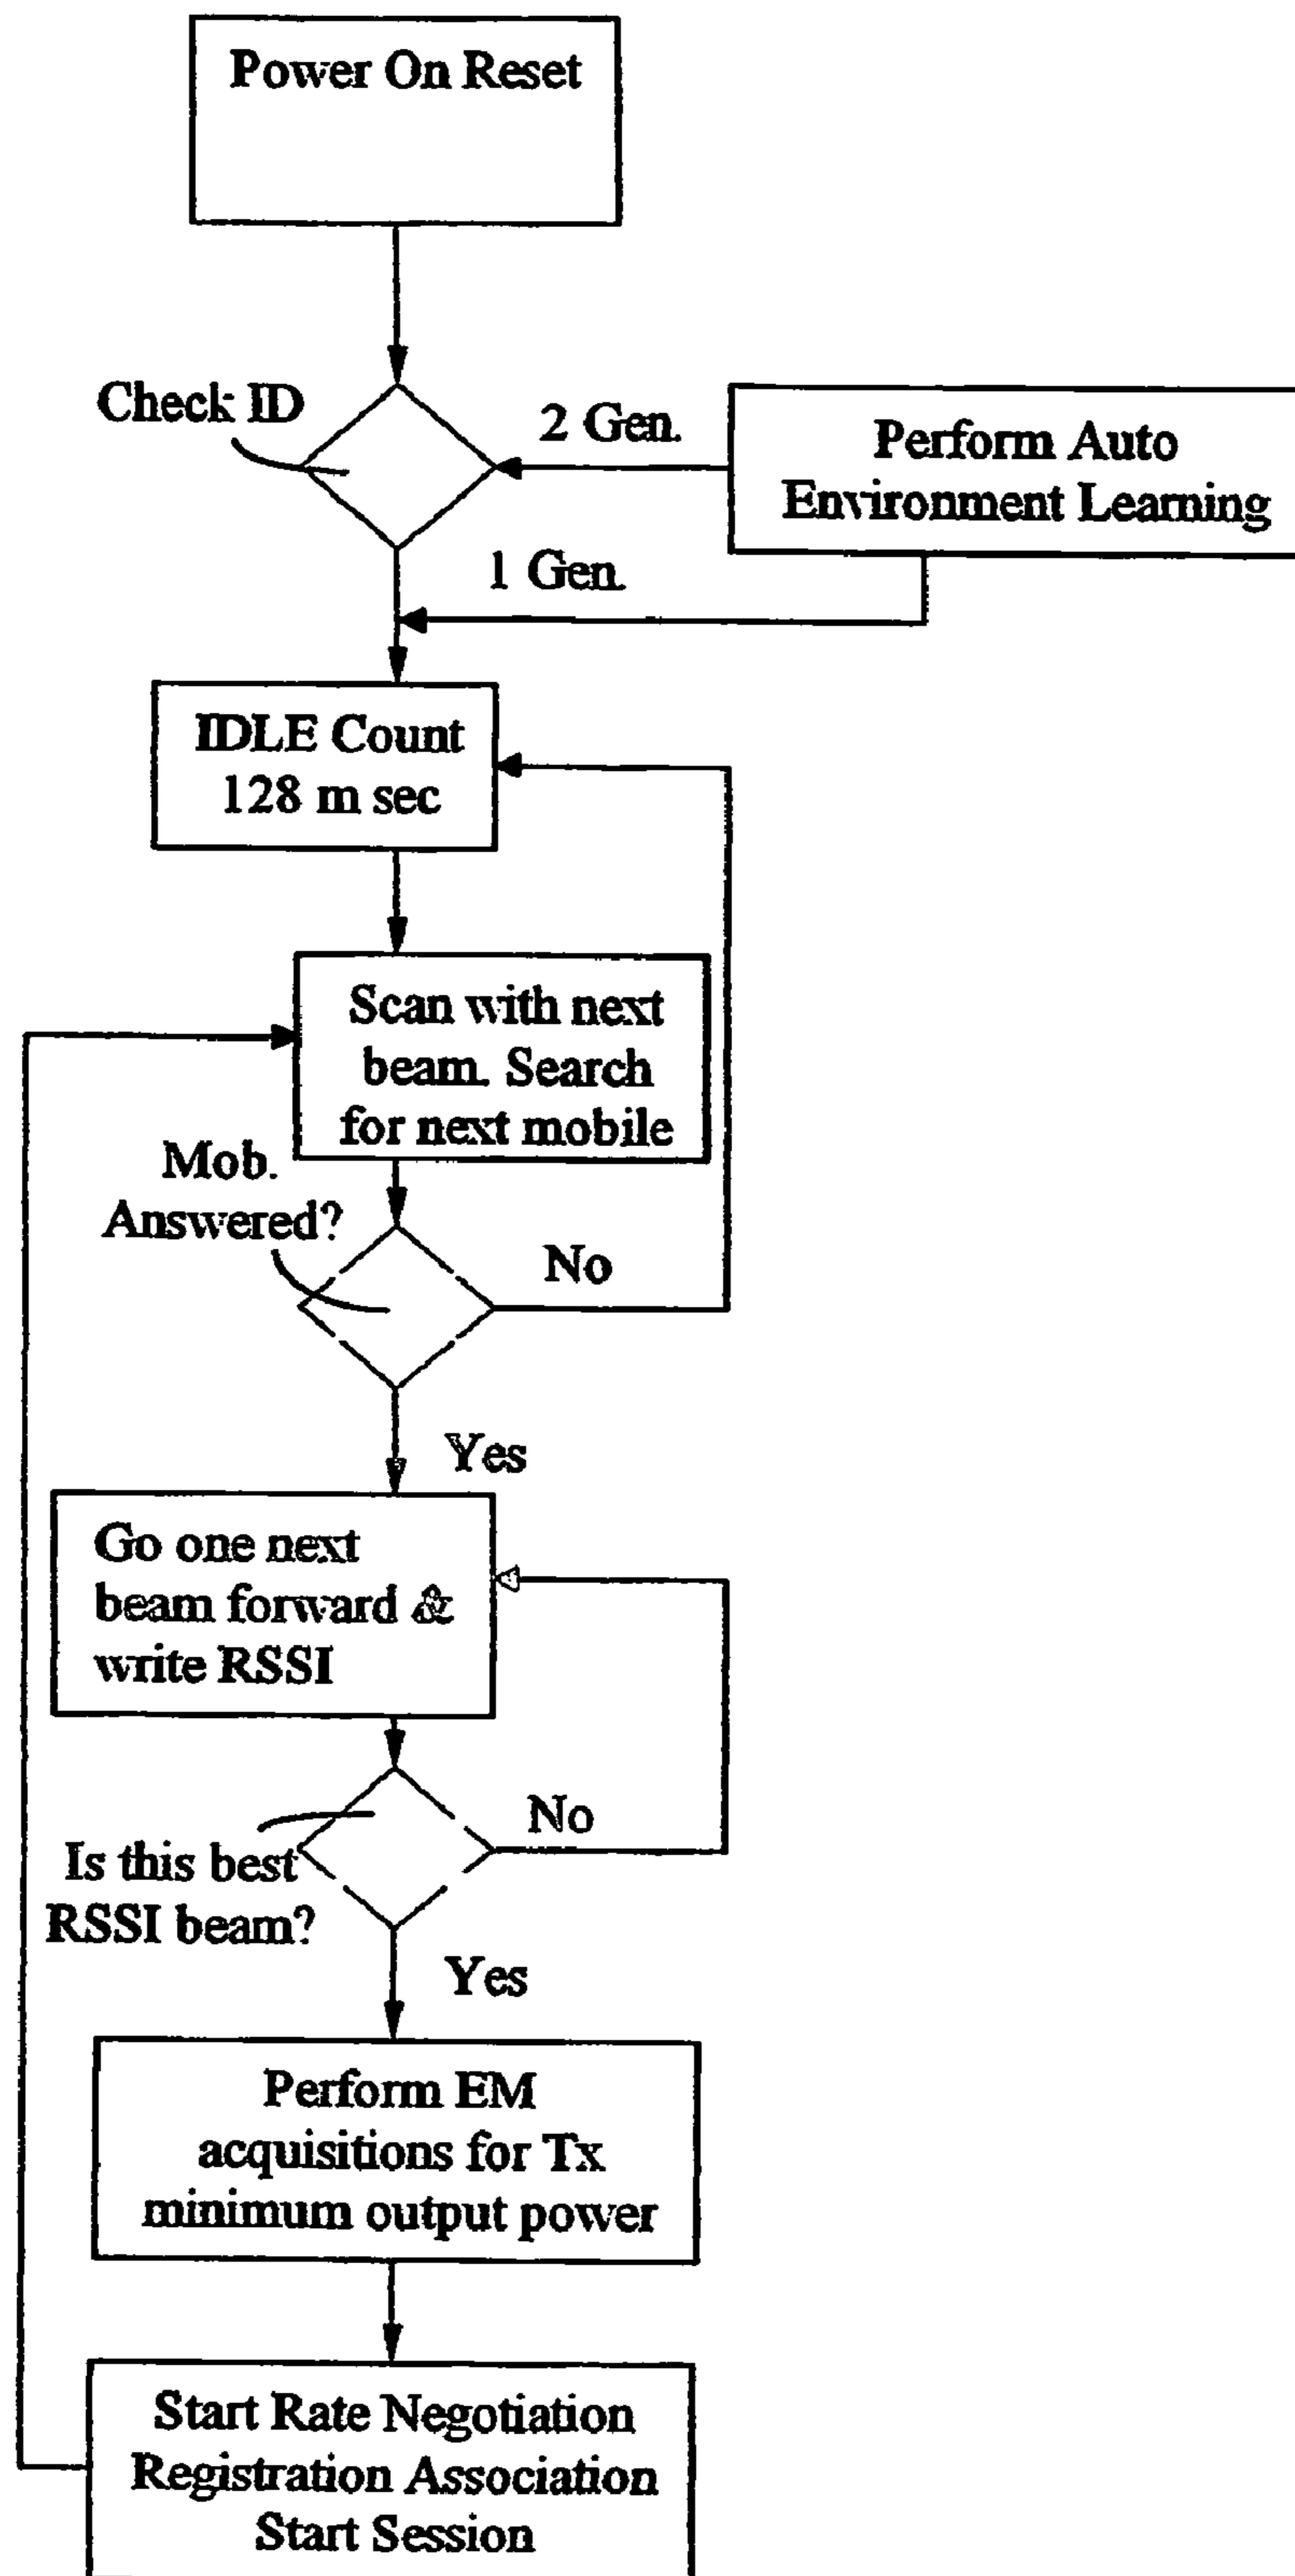 Power On Reset
Check ID
2 Gen.
Perform Auto
Environment Learning
1 Gen.
IDLE Count
128 m sec
Scan with next
beam. Search
for next mobile
Mob.
Answered?
No
Yes
Go one next
beam forward &
write RSSI
No
Is this best
RSSI beam?
Yes
Perform EM
acquisitions for Tx
minimum output power
Start Rate Negotiation
Registration Association
Start Session